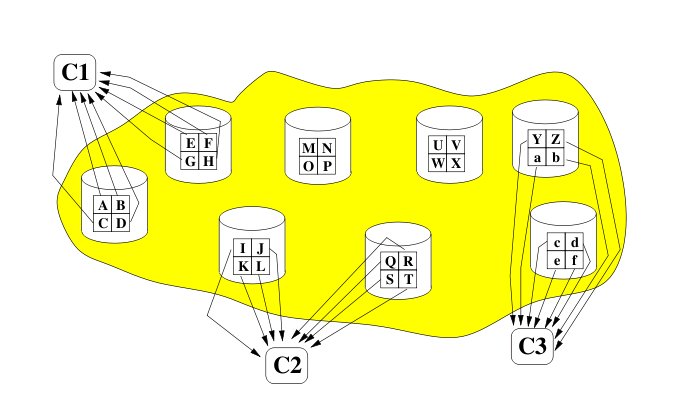 C1
E F
G H
M N
O P
U V
W X
Y Z
a b
A B
C D
I J
K L
Q R
S T
c d
e f
C2
C3